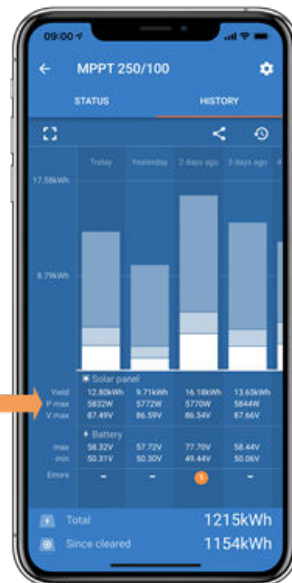 09:00
MPPT 250/100
STATUS HISTORY
Today Yesterday 2 days ago 3 days ago 4
17.58kWh
8.79kWh
Solar panel
Yield 12.80kWh 9.71kWh 16.18kWh 13.65kWh
P max 5832W 5772W 5770W 5844W
V max 87.49V 86.59V 86.54V 87.66V
Battery
max 58.32V 57.72V 77.70V 58.44V
min 50.31V 50.30V 49.44V 50.06V
Errors - - 1 -
Total 1215kWh
Since cleared 1154kWh